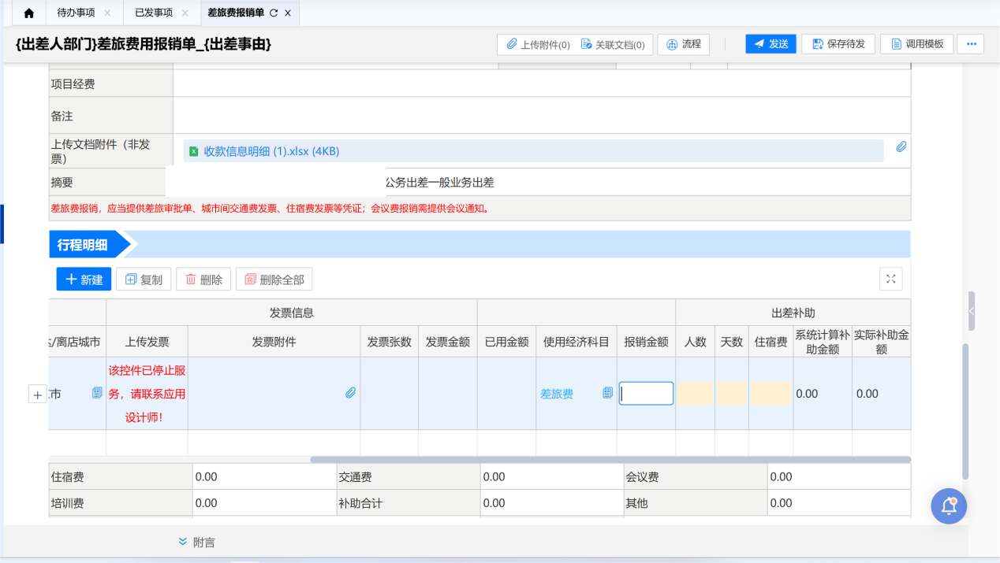 待办事项
已发事项
差旅费报销单
{出差人部门}差旅费用报销单_{出差事由}
上传附件(0)
关联文档(0)
流程
发送
保存待发
调用模板
项目经费
备注
上传文档附件（非发
票）
收款信息明细 (1).xlsx (4KB)
摘要
公务出差一般业务出差
差旅费报销，应当提供差旅审批单、城市间交通费发票、住宿费发票等凭证；会议费报销需提供会议通知。
行程明细
新建
复制
删除
删除全部
发票信息
出差补助
/离店城市
上传发票
发票附件
发票张数
发票金额
已用金额
使用经济科目
报销金额
人数
天数
住宿费
系统计算补
助金额
实际补助金
额
市
该控件已停止服
务，请联系应用
设计师！
差旅费
0.00
0.00
住宿费 0.00 交通费 0.00 会议费 0.00
培训费 0.00 补助合计 0.00 其他 0.00
附言